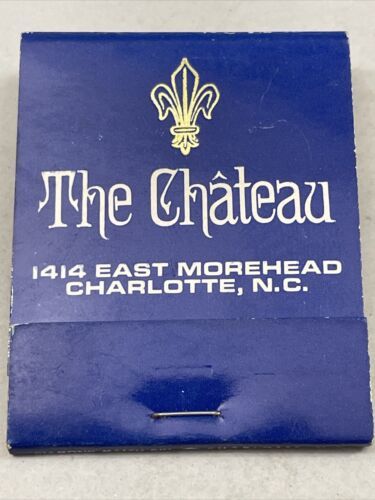 The Château
1414 EAST MOREHEAD
CHARLOTTE, N.C.